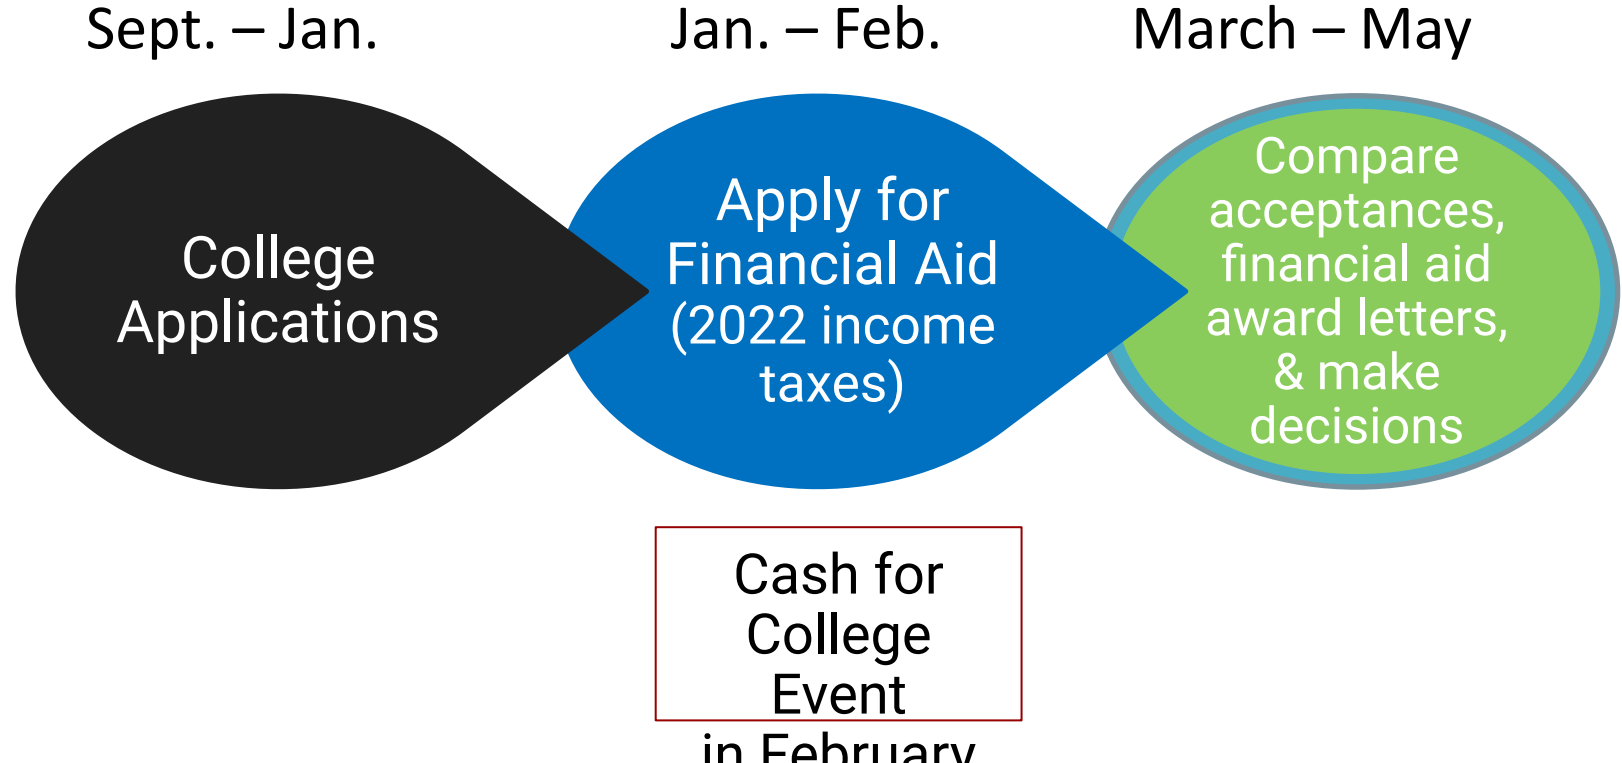 Sept. – Jan.
Jan. – Feb.
March – May
College
Applications
Apply for
Financial Aid
(2022 income
taxes)
Compare
acceptances,
financial aid
award letters,
& make
decisions
Cash for
College
Event
in February